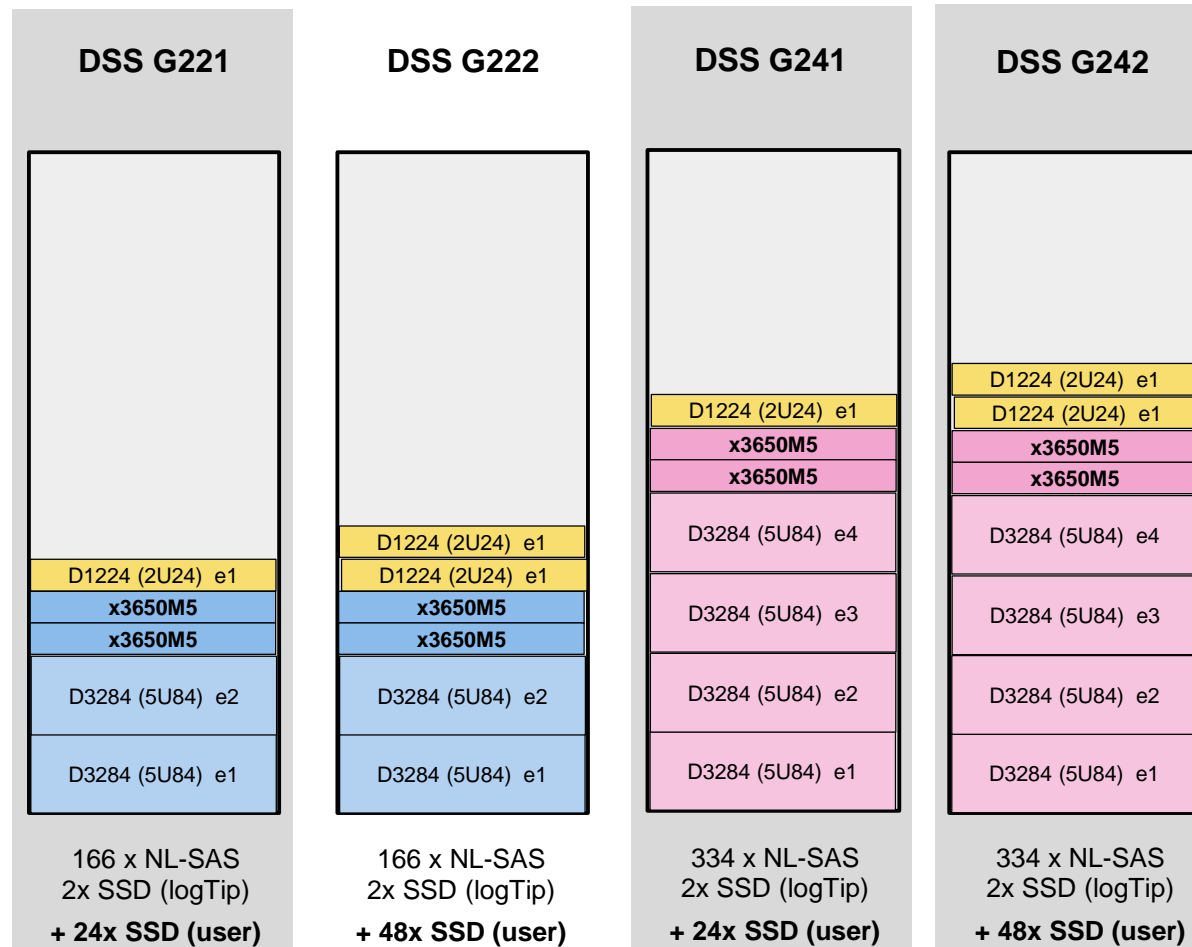 DSS G221
D1224 (2U24) e1
x3650M5
x3650M5
D3284 (5U84) e2
D3284 (5U84) e1
166 x NL-SAS
2x SSD (logTip)
+ 24x SSD (user)
DSS G222
D1224 (2U24) e1
D1224 (2U24) e1
x3650M5
x3650M5
D3284 (5U84) e2
D3284 (5U84) e1
166 x NL-SAS
2x SSD (logTip)
+ 48x SSD (user)
DSS G241
D1224 (2U24) e1
x3650M5
x3650M5
D3284 (5U84) e4
D3284 (5U84) e3
D3284 (5U84) e2
D3284 (5U84) e1
334 x NL-SAS
2x SSD (logTip)
+ 24x SSD (user)
DSS G242
D1224 (2U24) e1
D1224 (2U24) e1
x3650M5
x3650M5
D3284 (5U84) e4
D3284 (5U84) e3
D3284 (5U84) e2
D3284 (5U84) e1
334 x NL-SAS
2x SSD (logTip)
+ 48x SSD (user)